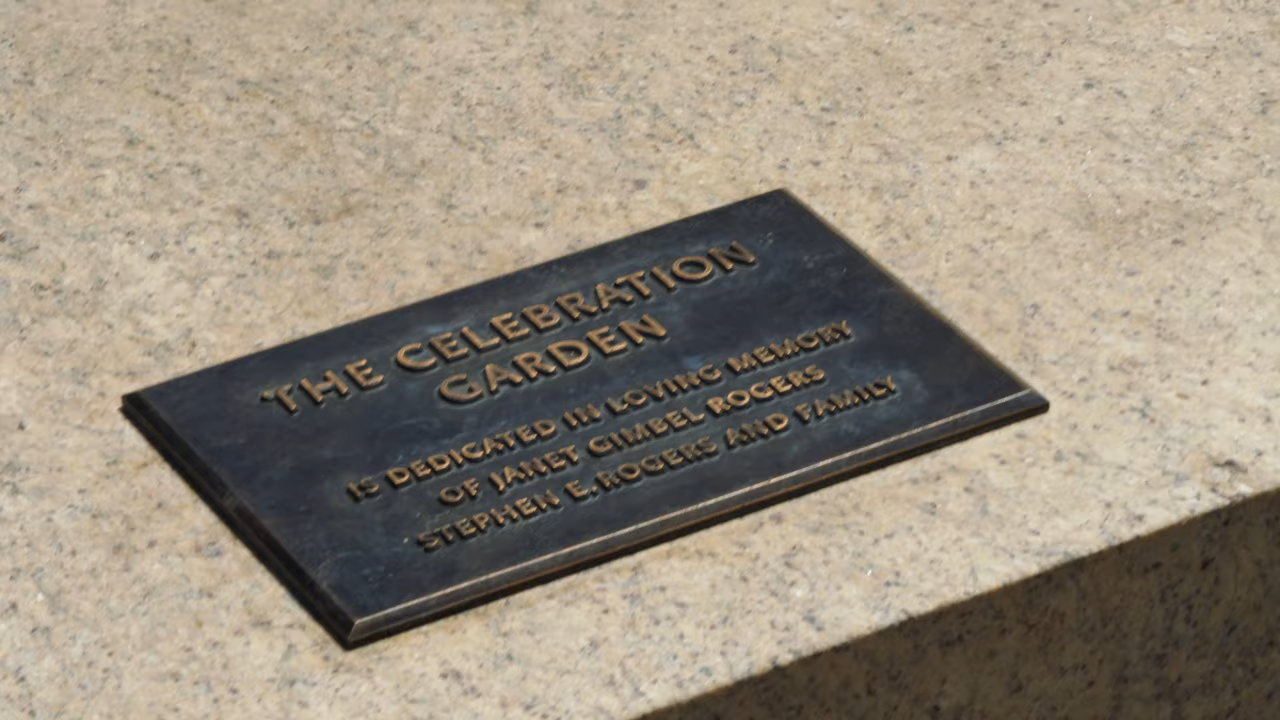 THE CELEBRATION
GARDEN
IS DEDICATED IN LOVING MEMORY
OF JANET GIMBEL ROGERS
STEPHEN E. ROGERS AND FAMILY